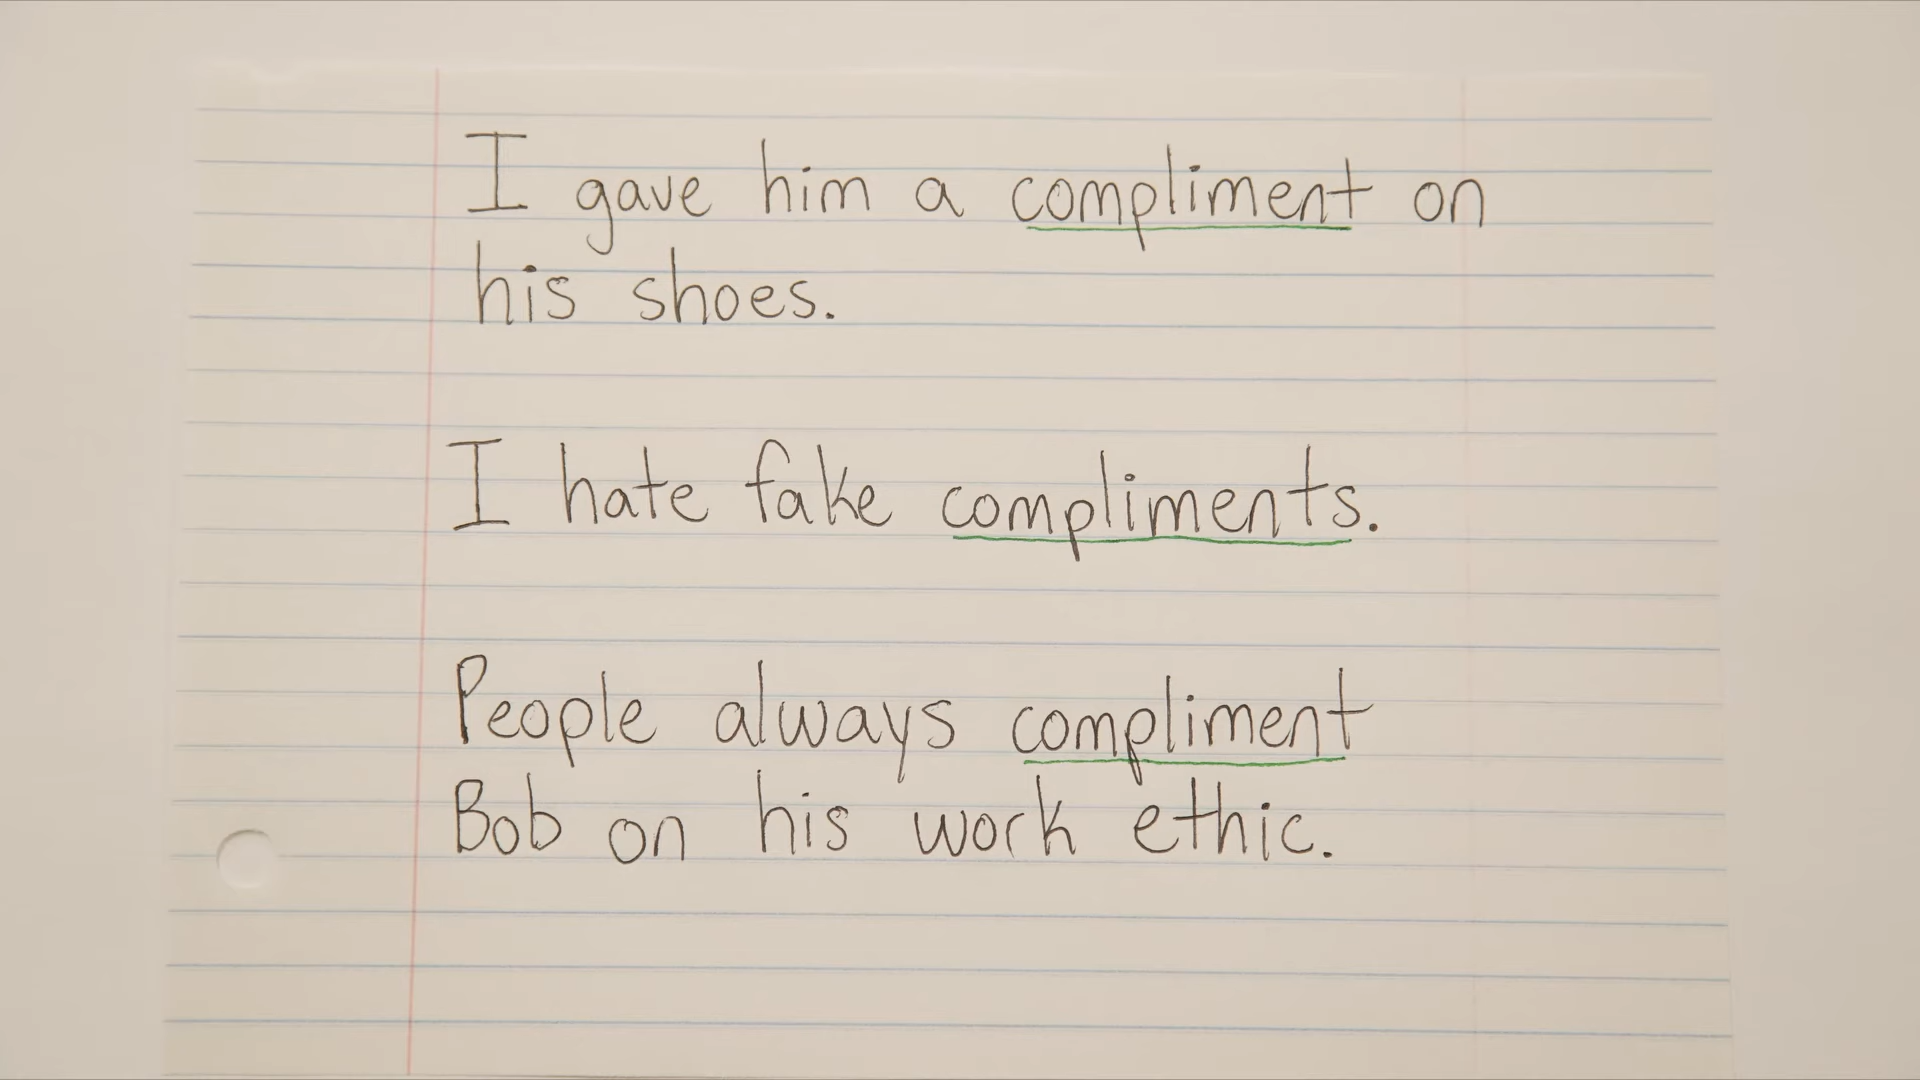 I gave him a compliment on
his shoes.
I hate fake compliments.
People always compliment
Bob on his work ethic.